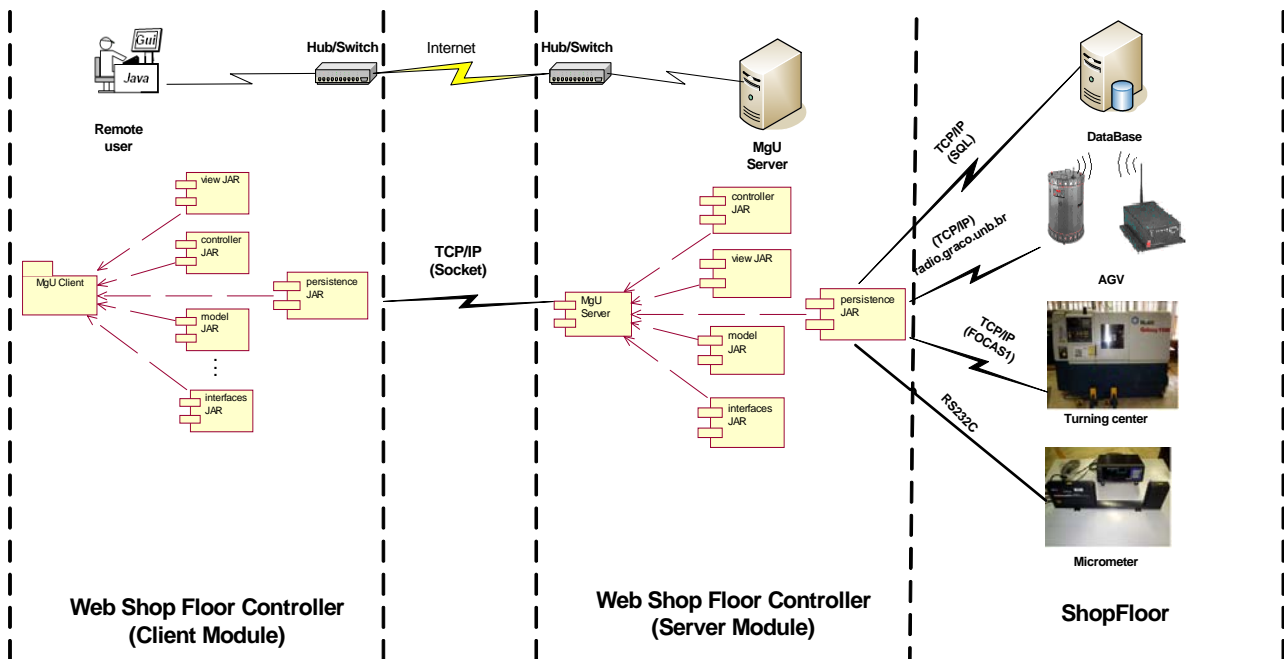 Gui
Java
Remote
user
Hub/Switch
Internet
Hub/Switch
MgU
Server
DataBase
TCP/IP
(SQL)
view JAR
controller
JAR
MgU Client
persistence
JAR
model
JAR
interfaces
JAR
TCP/IP
(Socket)
controller
JAR
view JAR
MgU
Server
persistence
JAR
model
JAR
interfaces
JAR
(TCP/IP)
radio.graco.unb.br
AGV
TCP/IP
(FOCAS1)
Turning center
RS232C
Micrometer
Web Shop Floor Controller
(Client Module)
Web Shop Floor Controller
(Server Module)
ShopFloor